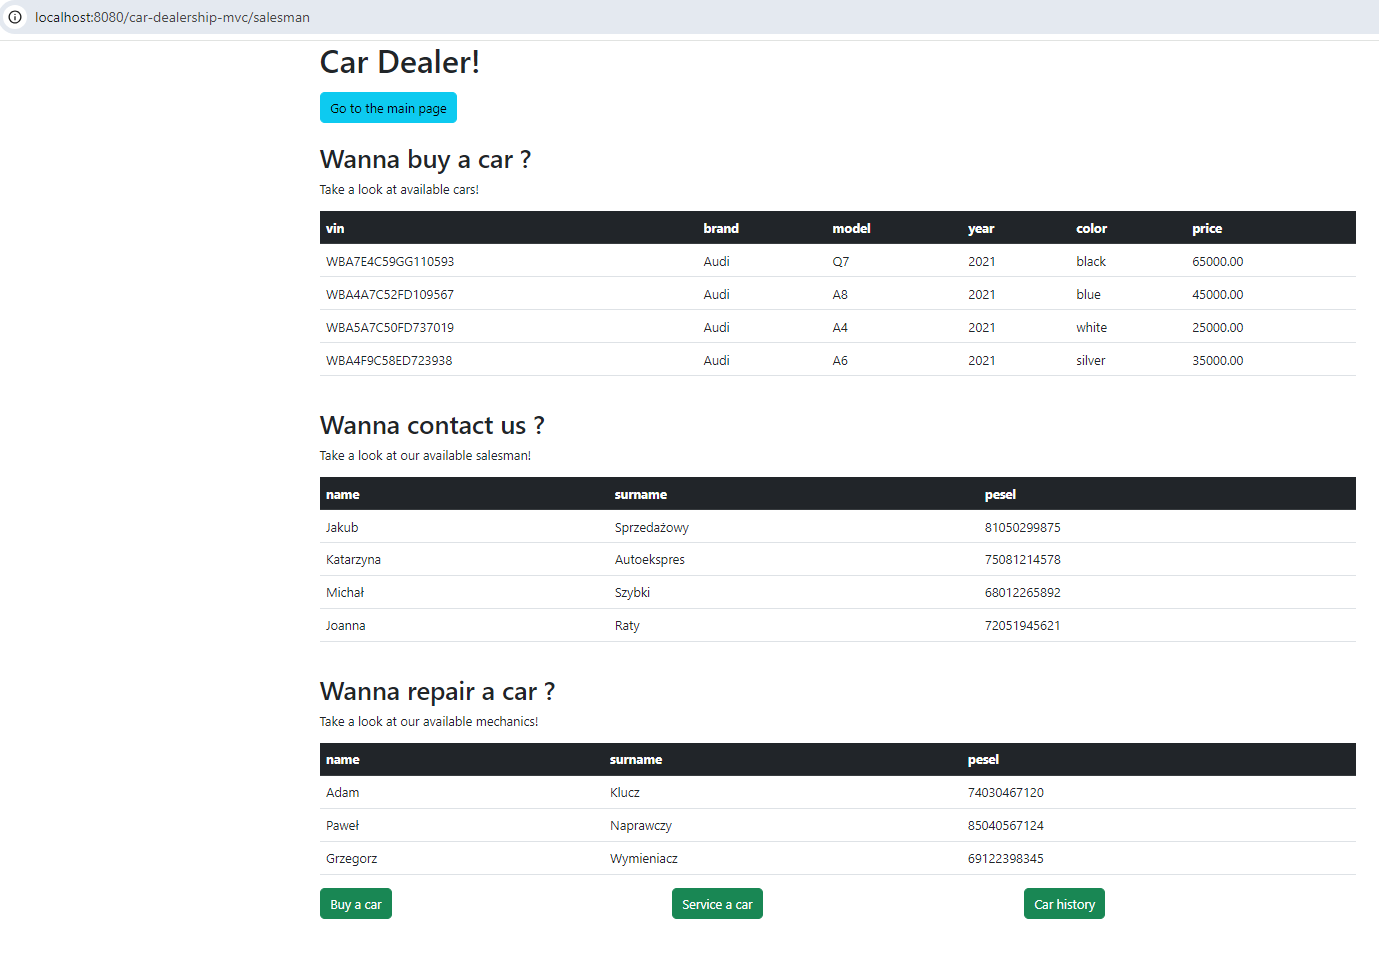 localhost:8080/car-dealership-mvc/salesman
Car Dealer!
Go to the main page
Wanna buy a car ?
Take a look at available cars!
vin brand model year color price
WBA7E4C59GG110593 Audi Q7 2021 black 65000.00
WBA4A7C52FD109567 Audi A8 2021 blue 45000.00
WBA5A7C50FD737019 Audi A4 2021 white 25000.00
WBA4F9C58ED723938 Audi A6 2021 silver 35000.00
Wanna contact us ?
Take a look at our available salesman!
name surname pesel
Jakub Sprzedażowy 81050299875
Katarzyna Autoekspres 75081214578
Michał Szybki 68012265892
Joanna Raty 72051945621
Wanna repair a car ?
Take a look at our available mechanics!
name surname pesel
Adam Klucz 74030467120
Paweł Naprawczy 85040567124
Grzegorz Wymieniacz 69122398345
Buy a car Service a car Car history